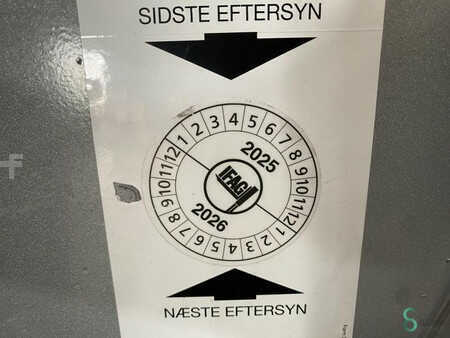 SIDSTE EFTERSYN
1 2 3 4 5 6 7 8 9 10 11 12
2025
IFAG
2026
1 2 3 4 5 6 7 8 9 10 11 12
NÆSTE EFTERSYN